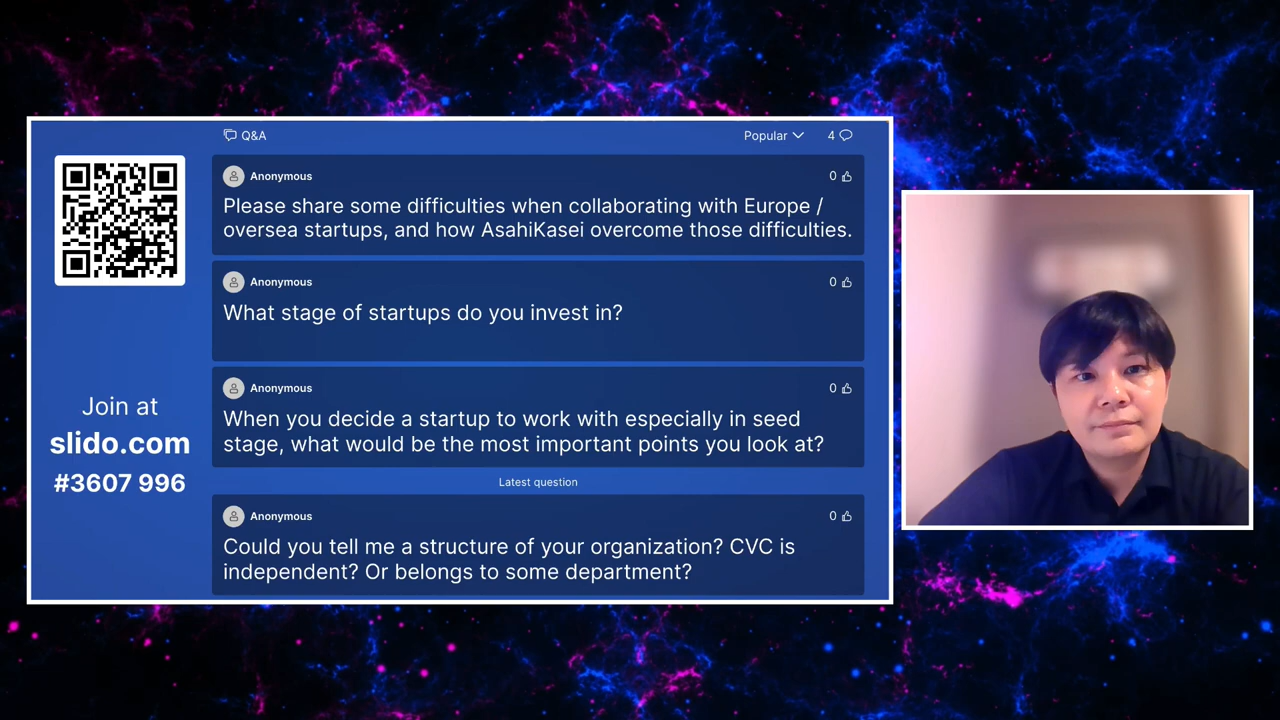 Q&A
Popular
4
Anonymous
0
Please share some difficulties when collaborating with Europe /
oversea startups, and how AsahiKasei overcome those difficulties.
Anonymous
0
What stage of startups do you invest in?
Anonymous
0
When you decide a startup to work with especially in seed
stage, what would be the most important points you look at?
Latest question
Anonymous
0
Could you tell me a structure of your organization? CVC is
independent? Or belongs to some department?
Join at
slido.com
#3607 996